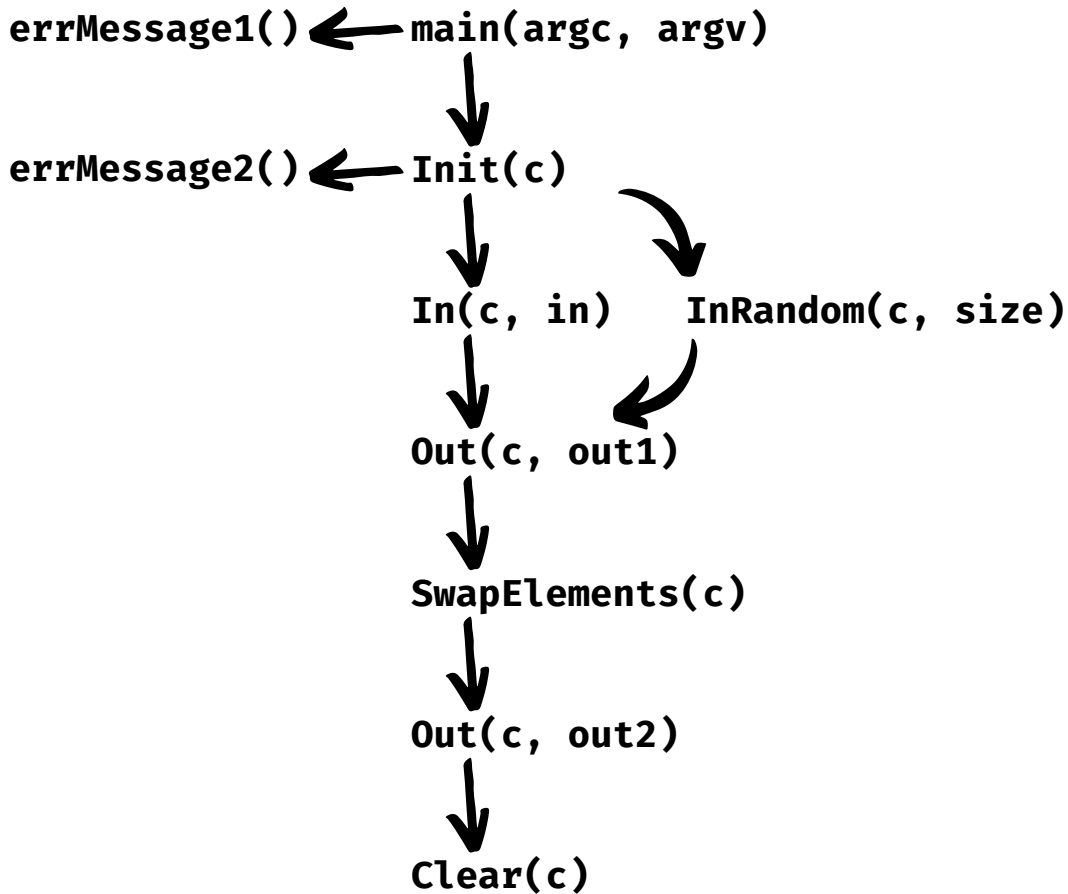 errMessage1() main(argc, argv)
errMessage2() Init(c)
In(c, in) InRandom(c, size)
Out(c, out1)
SwapElements(c)
Out(c, out2)
Clear(c)